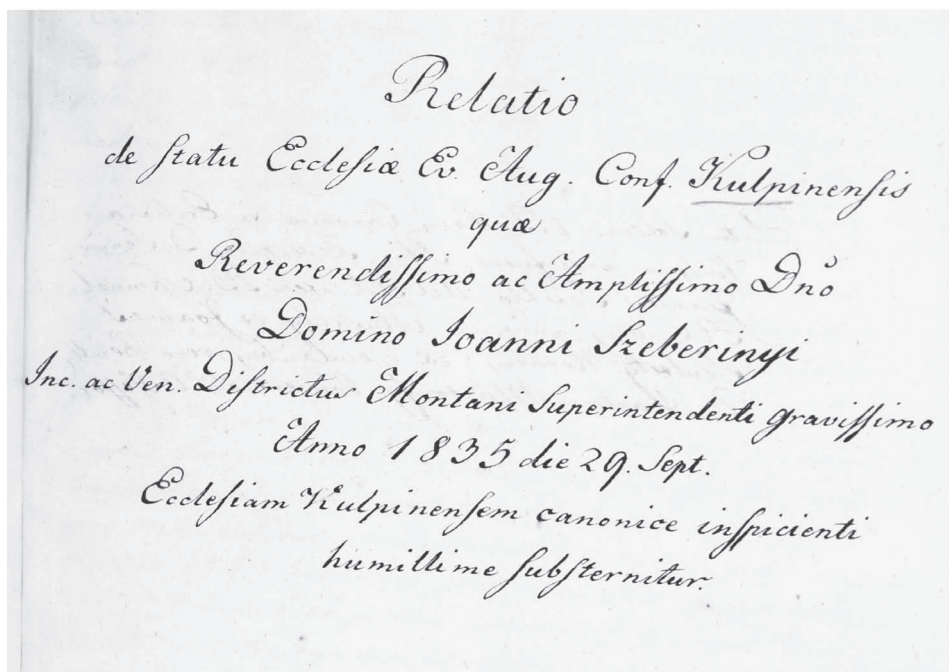 Relatio
de statu Ecclesiæ Ev. Aug. Conf. Kulpinensis
quæ
Reverendissimo ac Amplissimo Dno
Domino Ioanni Szeberinyi
Inc. ac Ven. Districtus Montani Superintendenti gravissimo
Anno 1835 die 29. Sept.
Ecclesiam Kulpinensem canonice inspicienti
humillime substernitur.